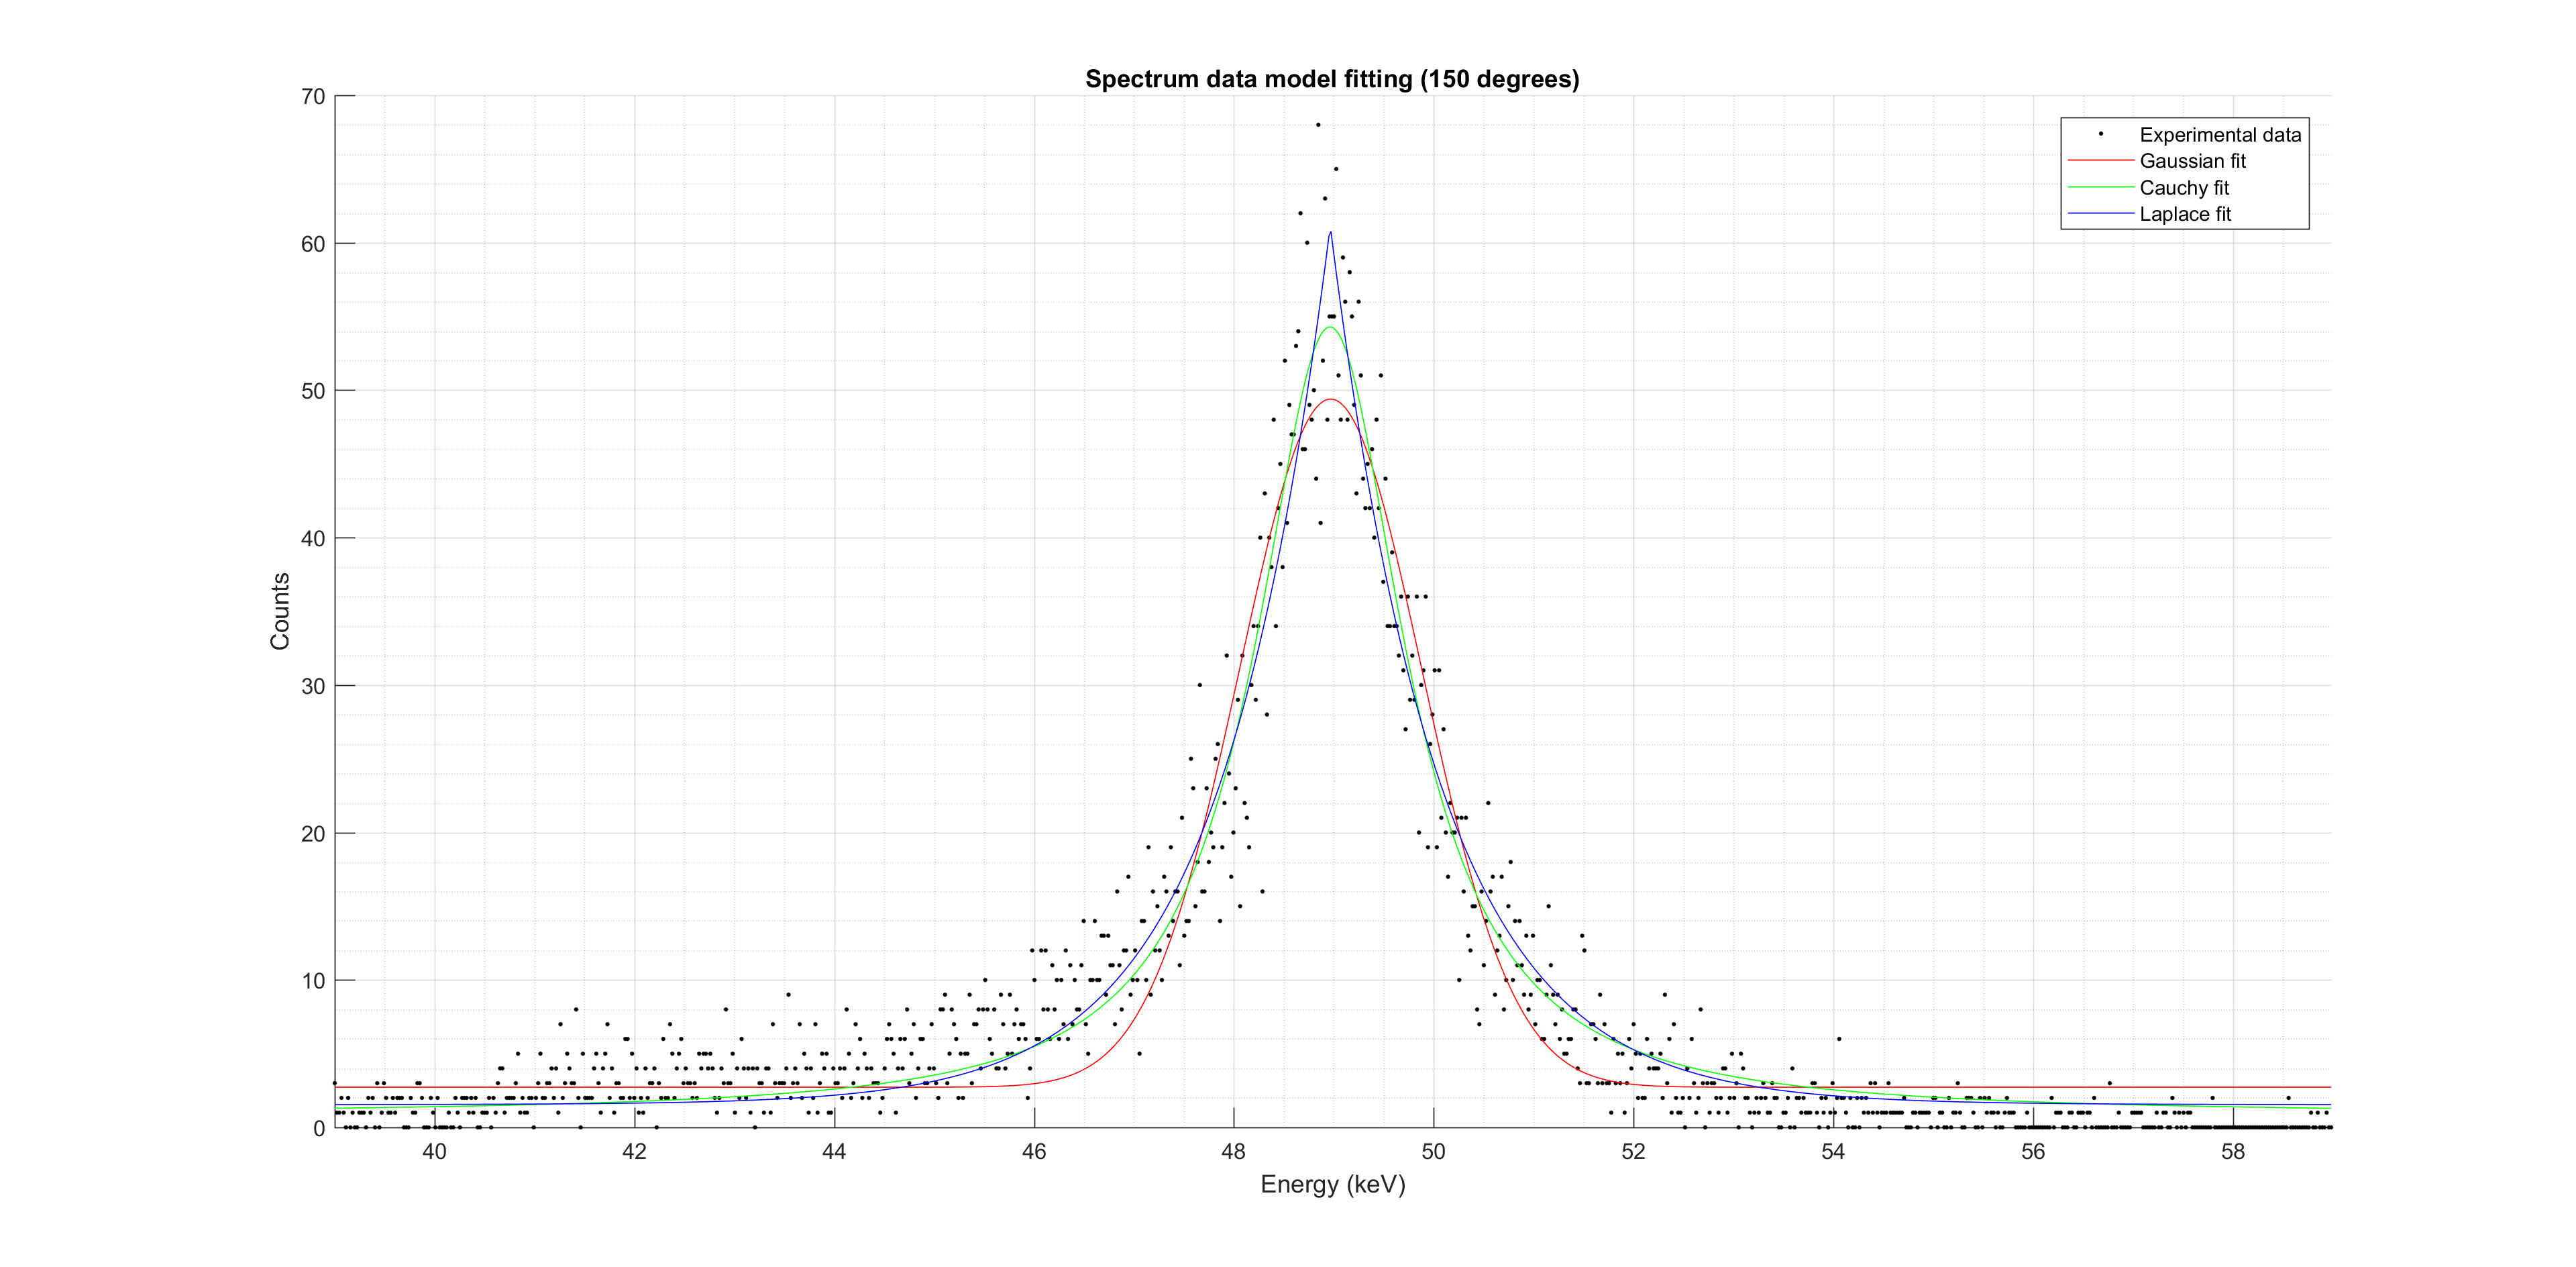 Spectrum data model fitting (150 degrees)
70
60
50
40
30
20
10
0
Counts
Experimental data
Gaussian fit
Cauchy fit
Laplace fit
40 42 44 46 48 50 52 54 56 58
Energy (keV)